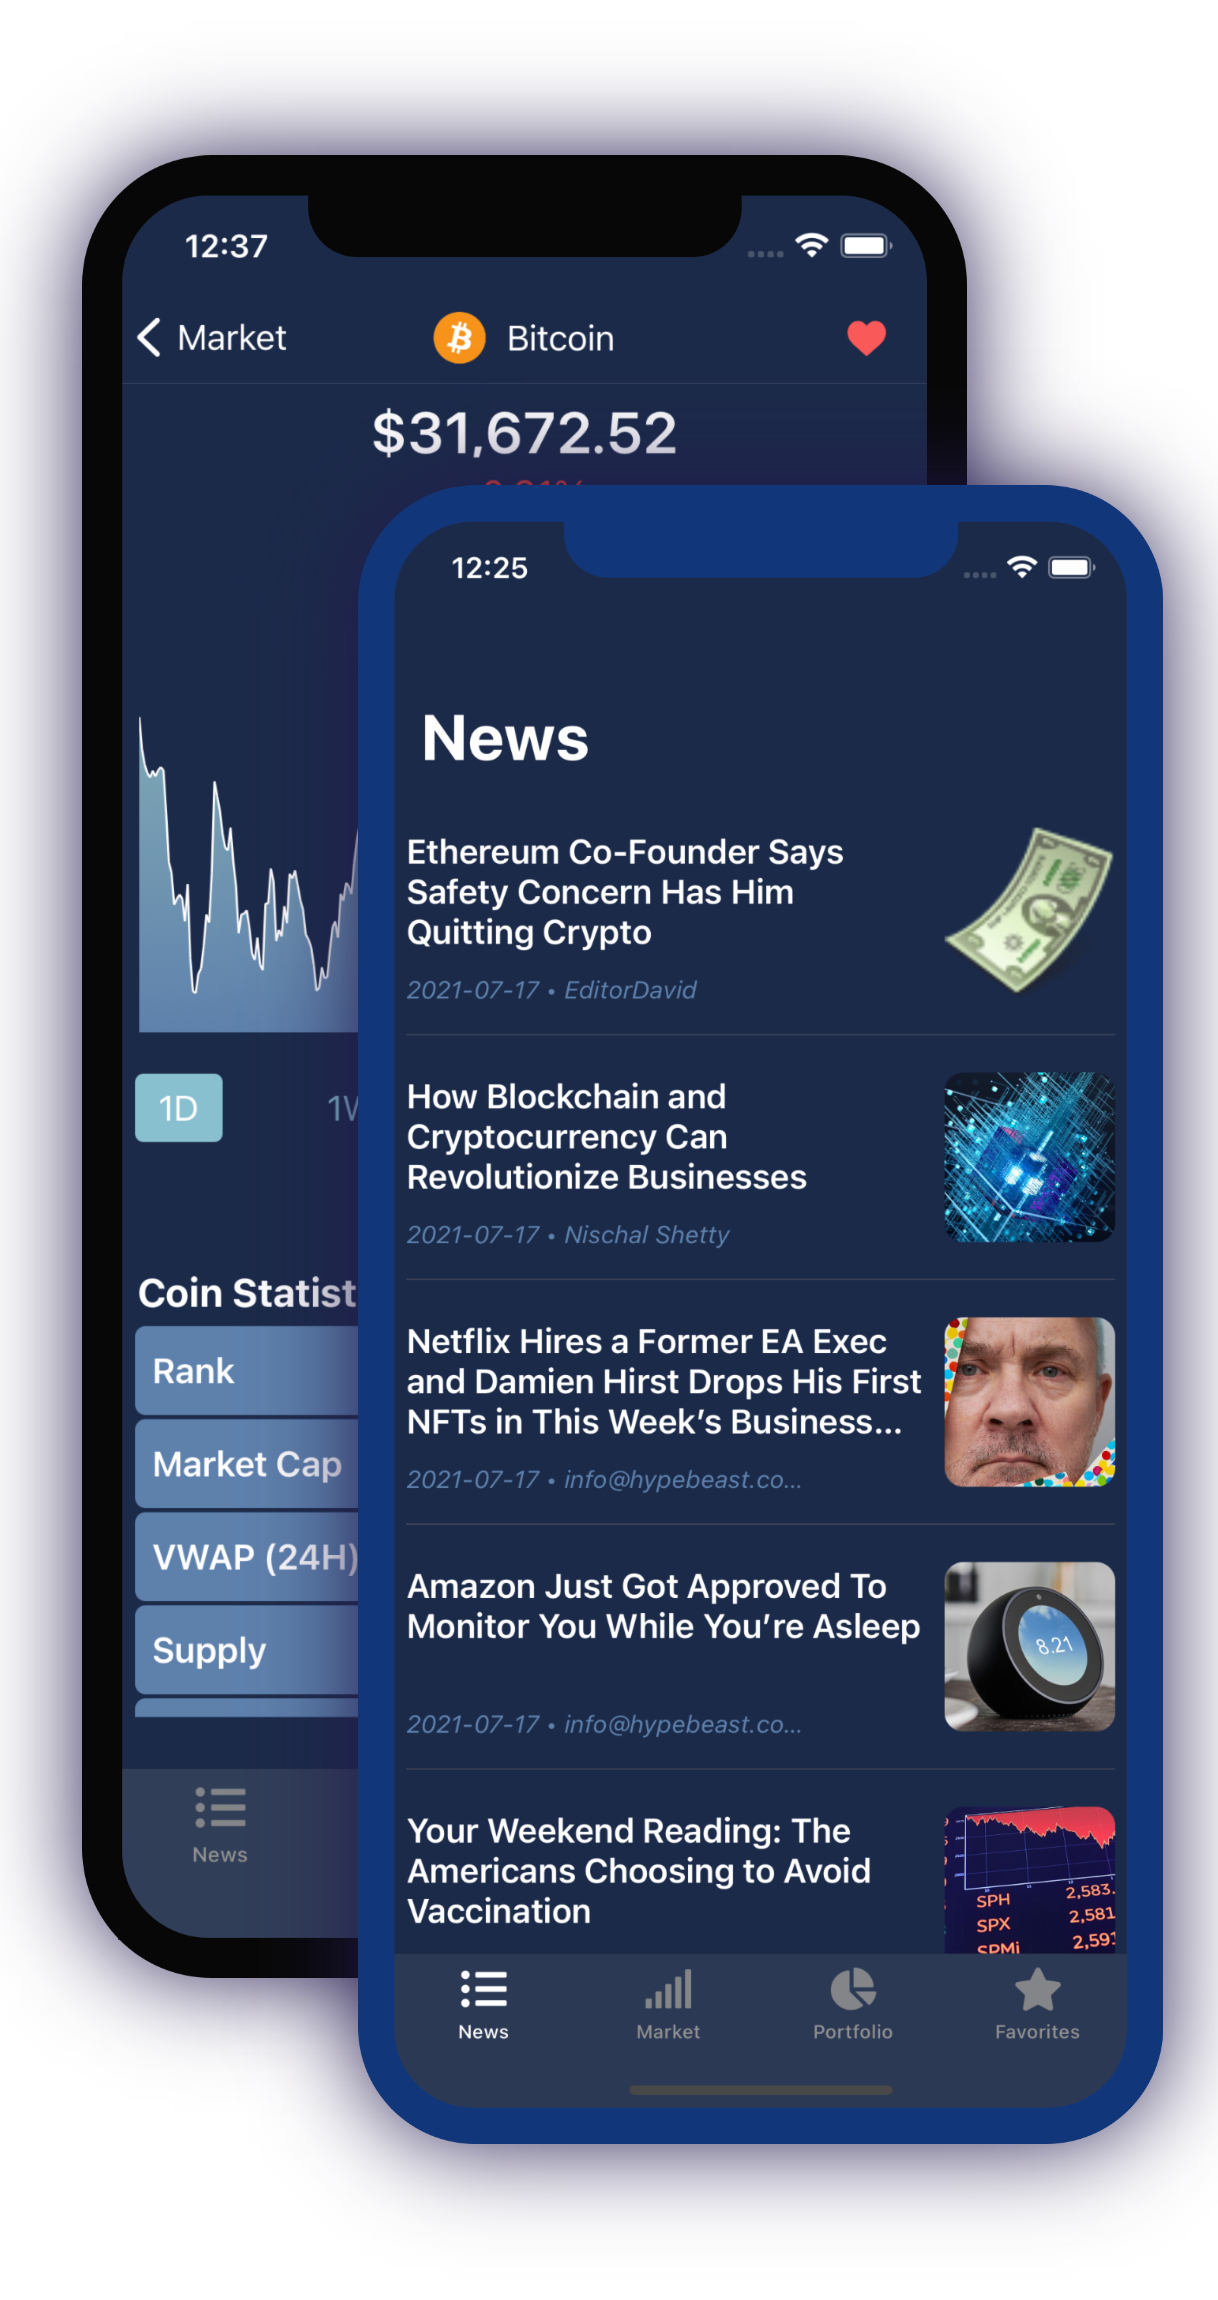 12:37
Market
Bitcoin
$31,672.52
12:25
News
Ethereum Co-Founder Says
Safety Concern Has Him
Quitting Crypto
2021-07-17 • EditorDavid
How Blockchain and
Cryptocurrency Can
Revolutionize Businesses
2021-07-17 • Nischal Shetty
Netflix Hires a Former EA Exec
and Damien Hirst Drops His First
NFTs in This Week’s Business...
2021-07-17 • info@hypebeast.co...
Amazon Just Got Approved To
Monitor You While You’re Asleep
8.21
2021-07-17 • info@hypebeast.co...
Your Weekend Reading: The
Americans Choosing to Avoid
Vaccination
SPH 2,583.
SPX 2,581
SPMi 2,591
News
Market
Portfolio
Favorites
1D
Coin Statist
Rank
Market Cap
VWAP (24H)
Supply
News